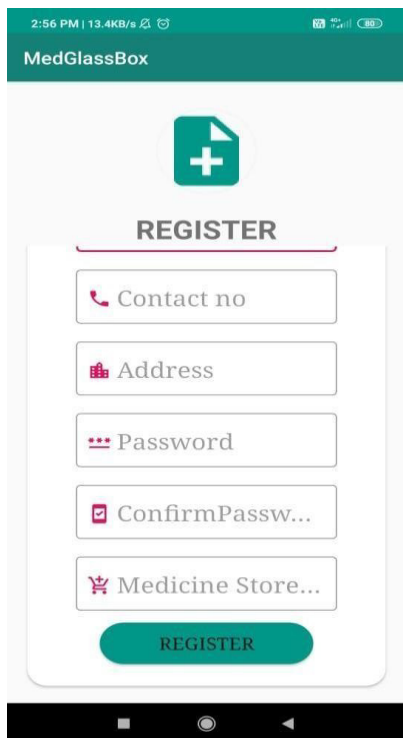 2:56 PM | 13.4KB/s 80
MedGlassBox
REGISTER
Contact no
Address
Password
ConfirmPassw...
Medicine Store...
REGISTER